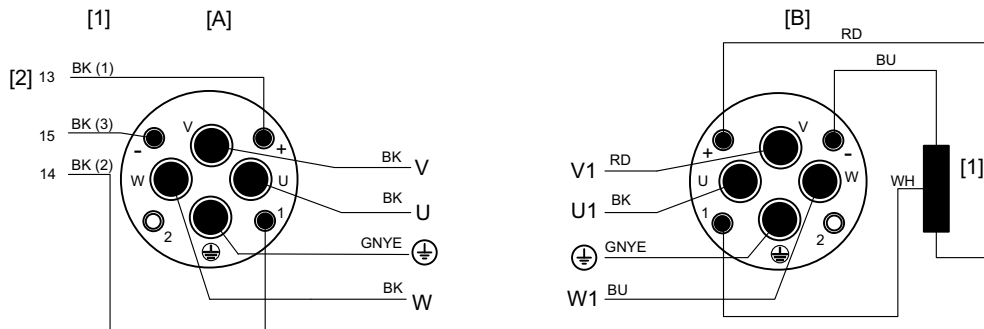 [1] [A] [B]
RD
[2] 13 BK (1)
BU
15 BK (3)
V V
- + + -
BK V V1 RD
14 BK (2)
W U U W
WH [1]
BK U U1 BK
2 1 1 2
GNYE GNYE
BK W W1 BU